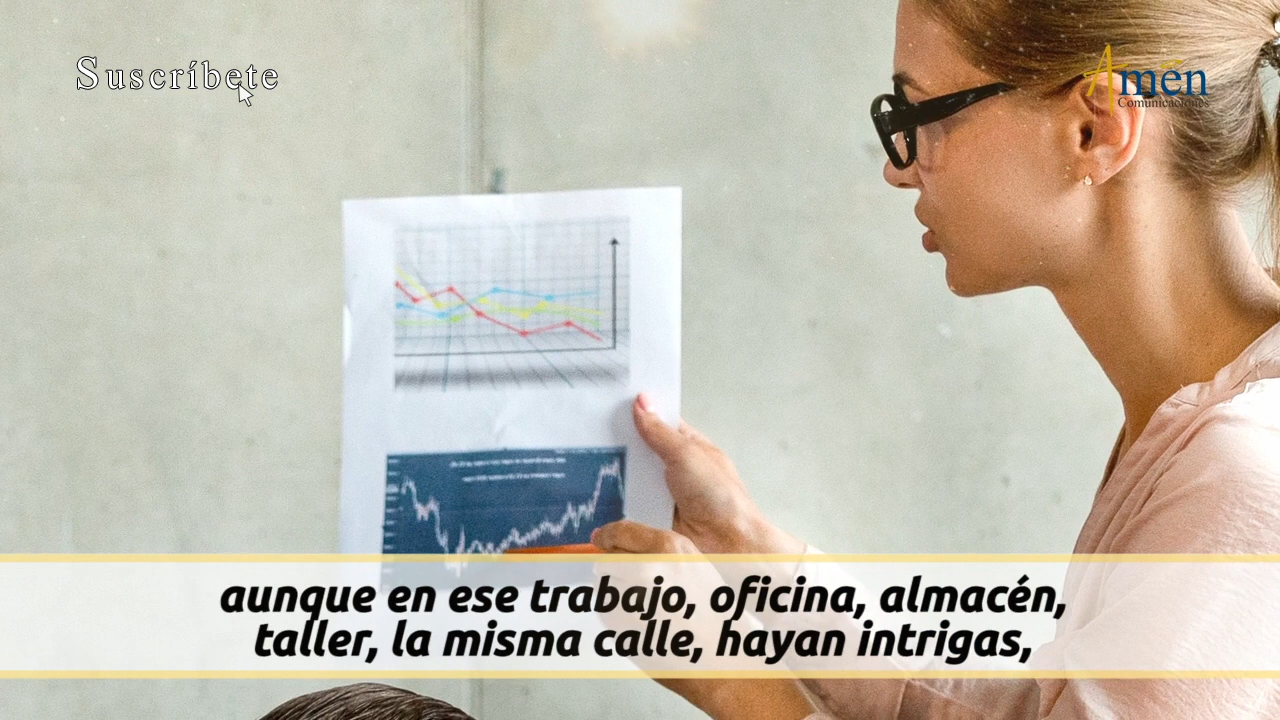 Suscríbete
Amén
Comunicaciones
aunque en ese trabajo, oficina, almacén,
taller, la misma calle, hayan intrigas,